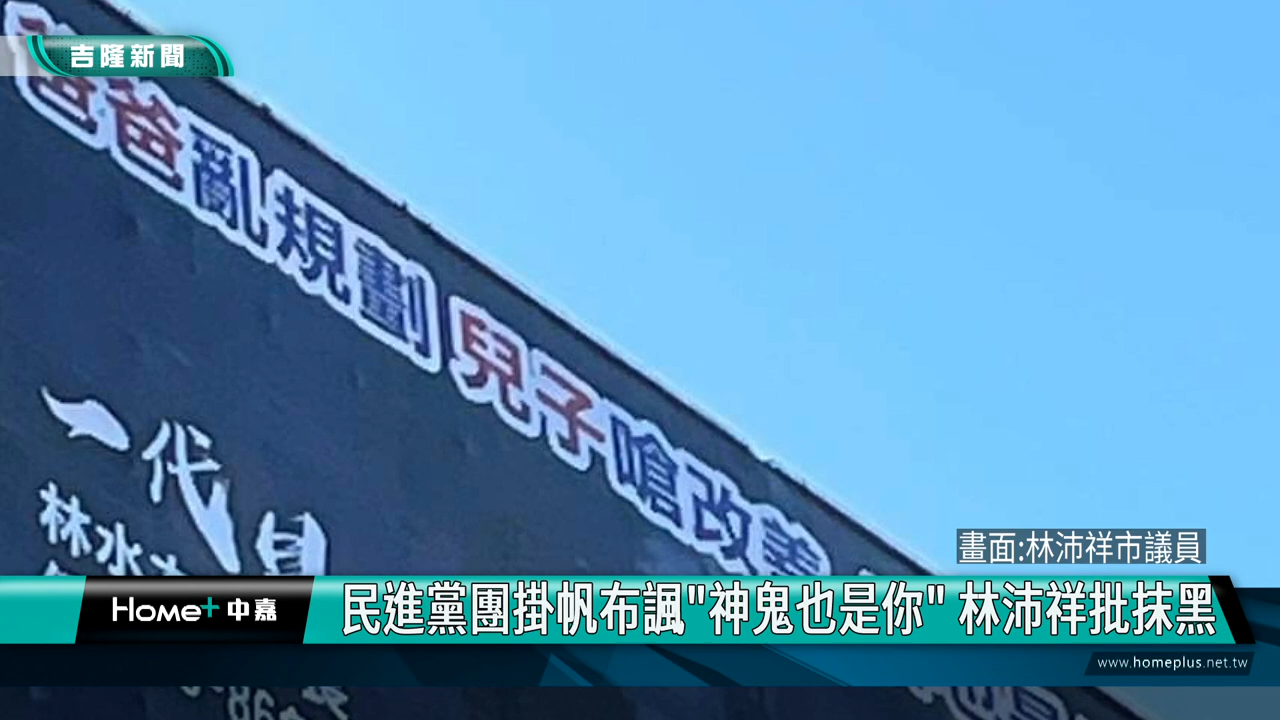 吉隆新聞
爸爸亂規劃 兒子嗆改善
一代
林水
86
畫面:林沛祥市議員
Home+中嘉
民進黨團掛帆布諷"神鬼也是你" 林沛祥批抹黑
www.homeplus.net.tw